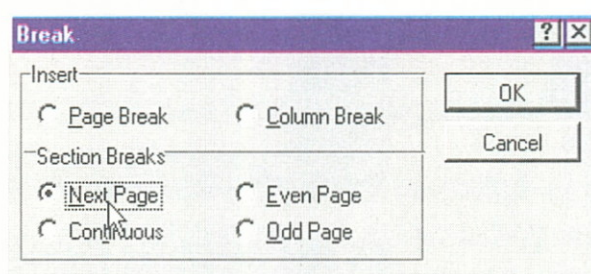 Break
Insert
Page Break Column Break
OK
Cancel
Section Breaks
Next Page Even Page
Continuous Odd Page